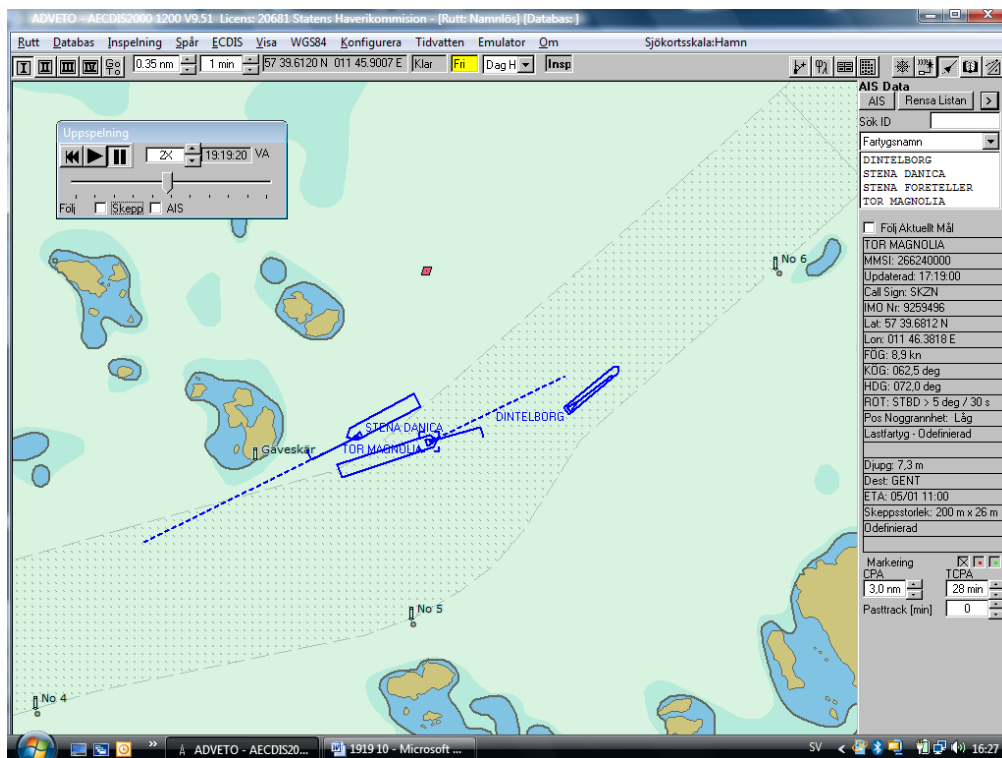 ADVETO - AECDIS2000 1200 V9.51 Licens: 20681 Statens Haverikommision - [Rutt: Namnlös] [Databas: ]
Rutt Databas Inspelning Spår ECDIS Visa WGS84 Konfigurera Tidvatten Emulator Om Sjökortsskala:Hamn
I II III IV Go To 0.35 nm 1 min 57 39.6120 N 011 45.9007 E Klar Fri Dag H Insp
AIS Data
AIS Rensa Listan >
Sök ID
Fartygsnamn
DINTELBORG
STENA DANICA
STENA FORETELLER
TOR MAGNOLIA
Följ Aktuellt Mål
TOR MAGNOLIA
MMSI: 266240000
Updaterad: 17:19:00
Call Sign: SKZN
IMO Nr: 9259496
Lat: 57 39.6812 N
Lon: 011 46.3818 E
FÖG: 8,9 kn
KÖG: 062,5 deg
HDG: 072,0 deg
ROT: STBD > 5 deg / 30 s
Pos Noggrannhet: Låg
Lastfartyg - Odefinierad
Djupg: 7,3 m
Dest: GENT
ETA: 05/01 11:00
Skeppsstorlek: 200 m x 26 m
Odefinierad
Markering
CPA TCPA
3,0 nm 28 min
Pasttrack [min] 0
Uppspelning
2X 19:19:20 VA
Följ Skepp AIS
No 6
DINTELBORG
STENA DANICA
TOR MAGNOLIA
Gäveskär
No 5
No 4
ADVETO - AECDIS20... 1919 10 - Microsoft ... SV < 16:27